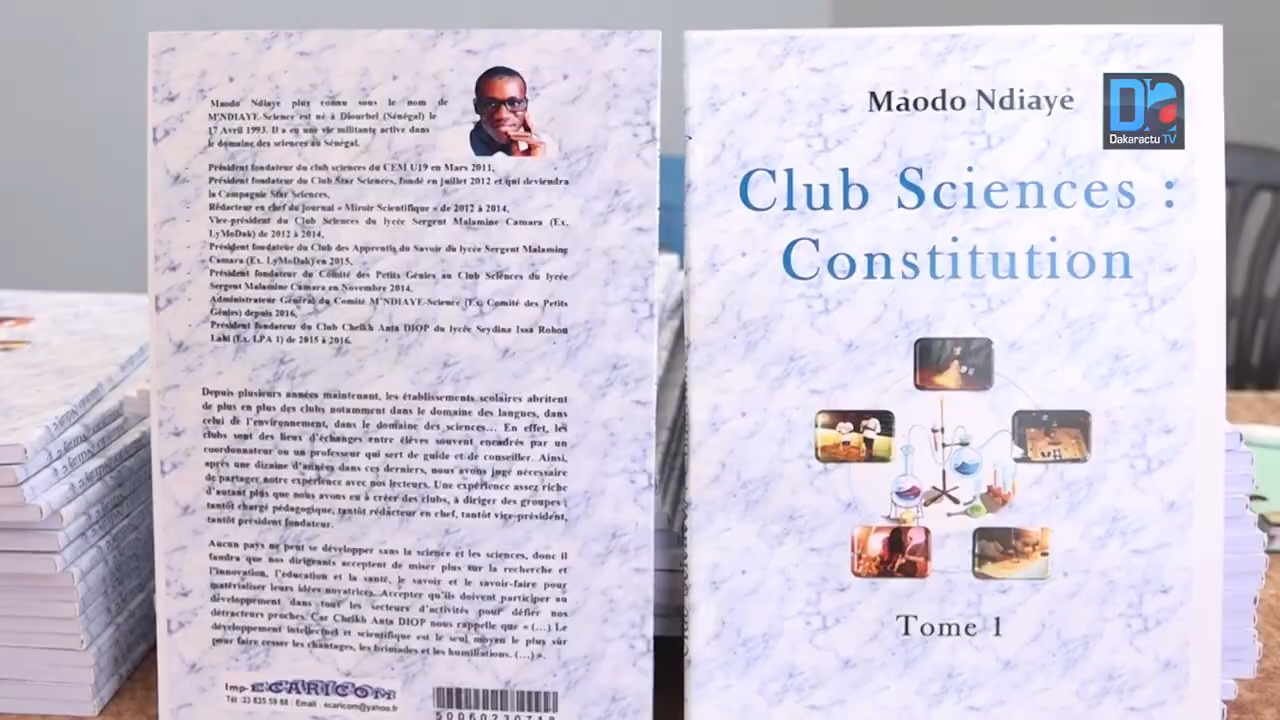 Maodo Ndiaye plus connu sous le nom de
M'NDIAYE-Science est né à Diourbel (Sénégal) le
17 Avril 1993. Il a eu une vie militante active dans
le domaine des sciences au Sénégal.
- Président fondateur du club sciences du CEM U19 en Mars 2011,
- Président fondateur du Club Star Sciences, fondé en juillet 2012 et qui deviendra
la Compagnie Star Sciences,
- Rédacteur en chef du journal « Miroir Scientifique » de 2012 à 2014,
- Vice-président du Club Sciences du lycée Sergent Malamine Camara (Ex.
LyMoDak) de 2012 à 2014,
- Président fondateur du Club des Apprentis du Savoir du lycée Sergent Malamine
Camara (Ex. LyMoDak) en 2015,
- Président fondateur du Comité des Petits Génies au Club Sciences du lycée
Sergent Malamine Camara en Novembre 2014,
- Administrateur Général du Comité M'NDIAYE-Science (Ex. Comité des Petits
Génies) depuis 2016,
- Président fondateur du Club Cheikh Anta DIOP du lycée Seydina Issa Rohou
Lahi (Ex. LPA 1) de 2015 à 2016.
Depuis plusieurs années maintenant, les établissements scolaires abritent
de plus en plus des clubs notamment dans le domaine des langues, dans
celui de l'environnement, dans le domaine des sciences… En effet, les
clubs sont des lieux d'échanges entre élèves souvent encadrés par un
coordonnateur ou un professeur qui sert de guide et de conseiller. Ainsi,
après une dizaine d'années dans ces derniers, nous avons jugé nécessaire
de partager notre expérience avec nos lecteurs. Une expérience assez riche
d'autant plus que nous avons eu à créer des clubs, à diriger des groupes :
tantôt chargé pédagogique, tantôt rédacteur en chef, tantôt vice-président,
tantôt président fondateur.
Aucun pays ne peut se développer sans la science et les sciences, donc il
faudra que nos dirigeants acceptent de miser plus sur la recherche et
l'innovation, l'éducation et la santé, le savoir et le savoir-faire pour
matérialiser leurs idées novatrices. Accepter qu'ils doivent participer au
développement dans tout les secteurs d'activités pour défier nos
détracteurs proches. Car Cheikh Anta DIOP nous rappelle que « (…) Le
développement intellectuel et scientifique est le seul moyen le plus sûr
pour faire cesser les chantages, les brimades et les humiliations. (…) ».
Imp-ECARICOM
Tél :33 835 59 68 / Email : ecaricom@yahoo.fr
Maodo Ndiaye
Club Sciences :
Constitution
Tome 1
D
Dakaractu TV